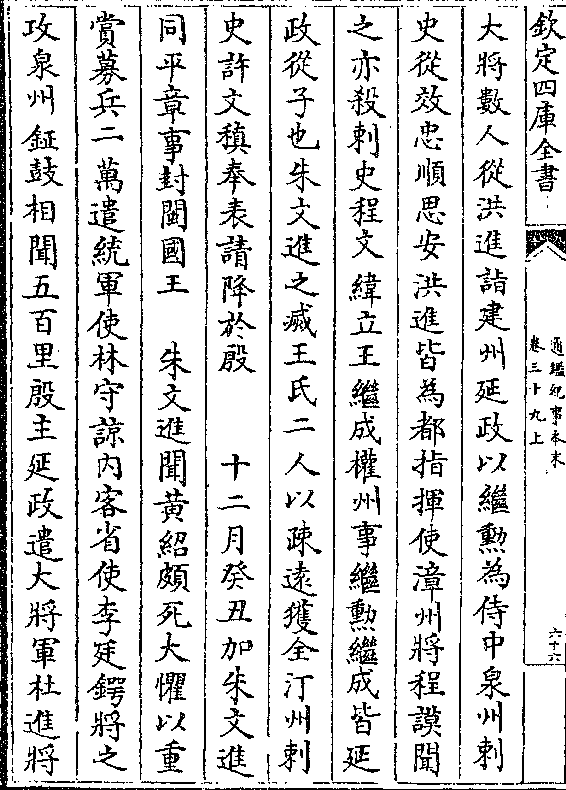 欽定四庫全書
通鑑紀事本末
卷三十九上
六十六
大將數人從洪進詣建州延政以繼勲為侍中泉州刺
史從效忠順思安洪進皆為都指揮使漳州將程謨聞
之亦殺刺史程文緯立王繼成權州事繼勲繼成皆延
政從子也朱文進之滅王氏二人以疎遠獲全汀州刺
史許文稹奉表請降於殷　十二月癸丑加朱文進
同平章事封閩國王　朱文進聞黄紹頗死大懼以重
賞募兵二萬遣統軍使林守諒内客省使李廷鍔將之
攻泉州鉦鼓相聞五百里殷主延政遣大將軍杜進將